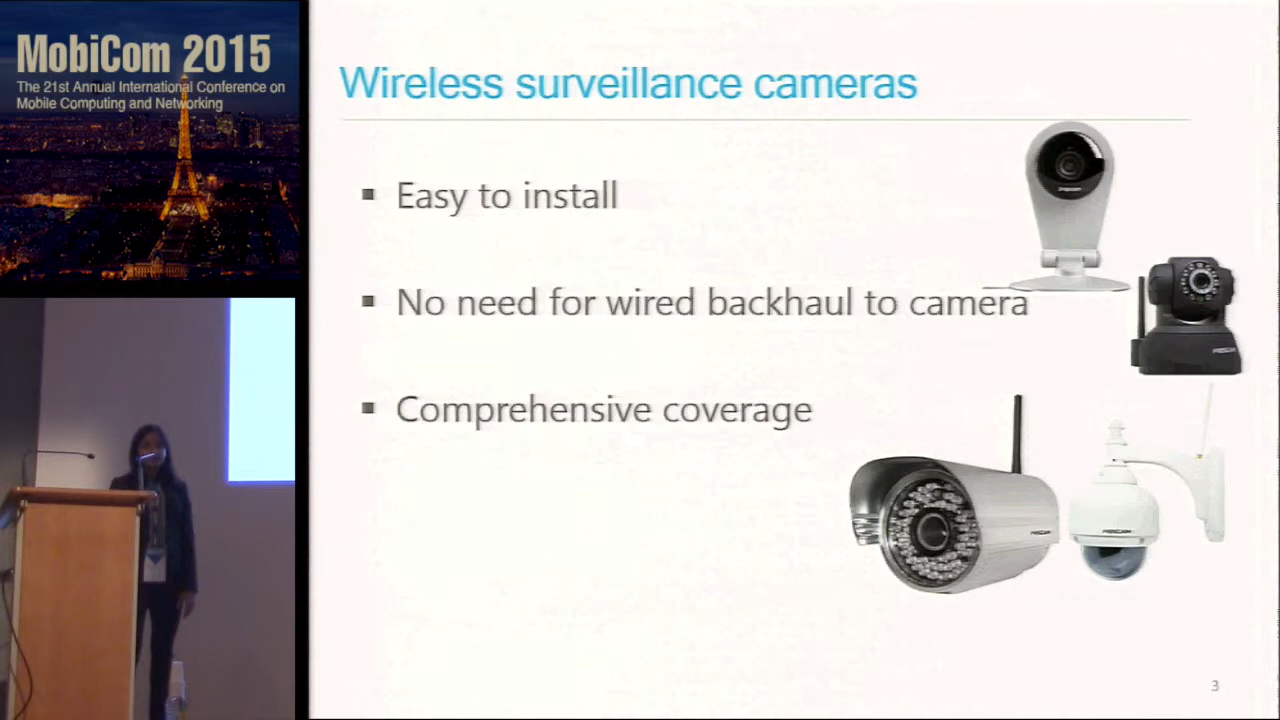 MobiCom 2015
The 21st Annual International Conference on
Mobile Computing and Networking
Wireless surveillance cameras
▪ Easy to install
▪ No need for wired backhaul to camera
▪ Comprehensive coverage
3